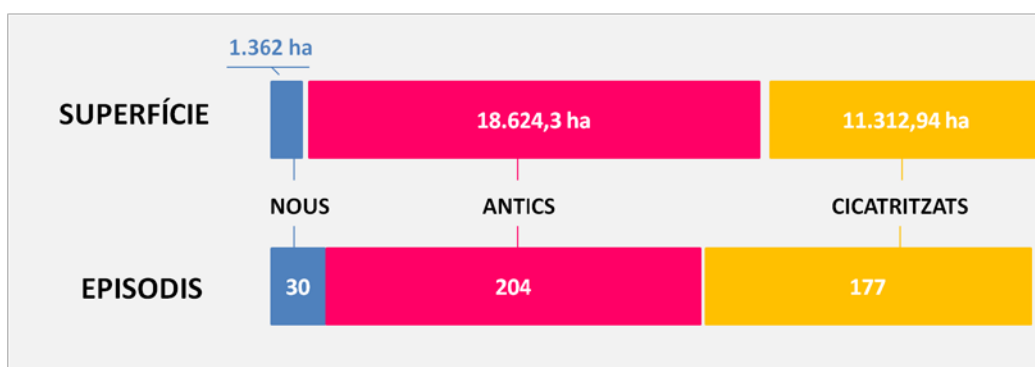 1.362 ha
SUPERFÍCIE
18.624,3 ha
11.312,94 ha
NOUS
ANTICS
CICATRITZATS
EPISODIS
30
204
177